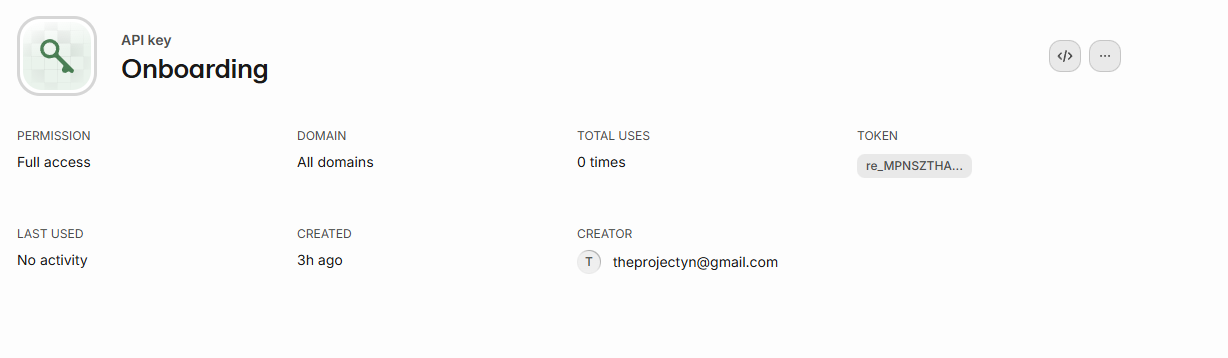 API key
Onboarding
PERMISSION
Full access
DOMAIN
All domains
TOTAL USES
0 times
TOKEN
re_MPNSZTHA...
LAST USED
No activity
CREATED
3h ago
CREATOR
T theprojectyn@gmail.com